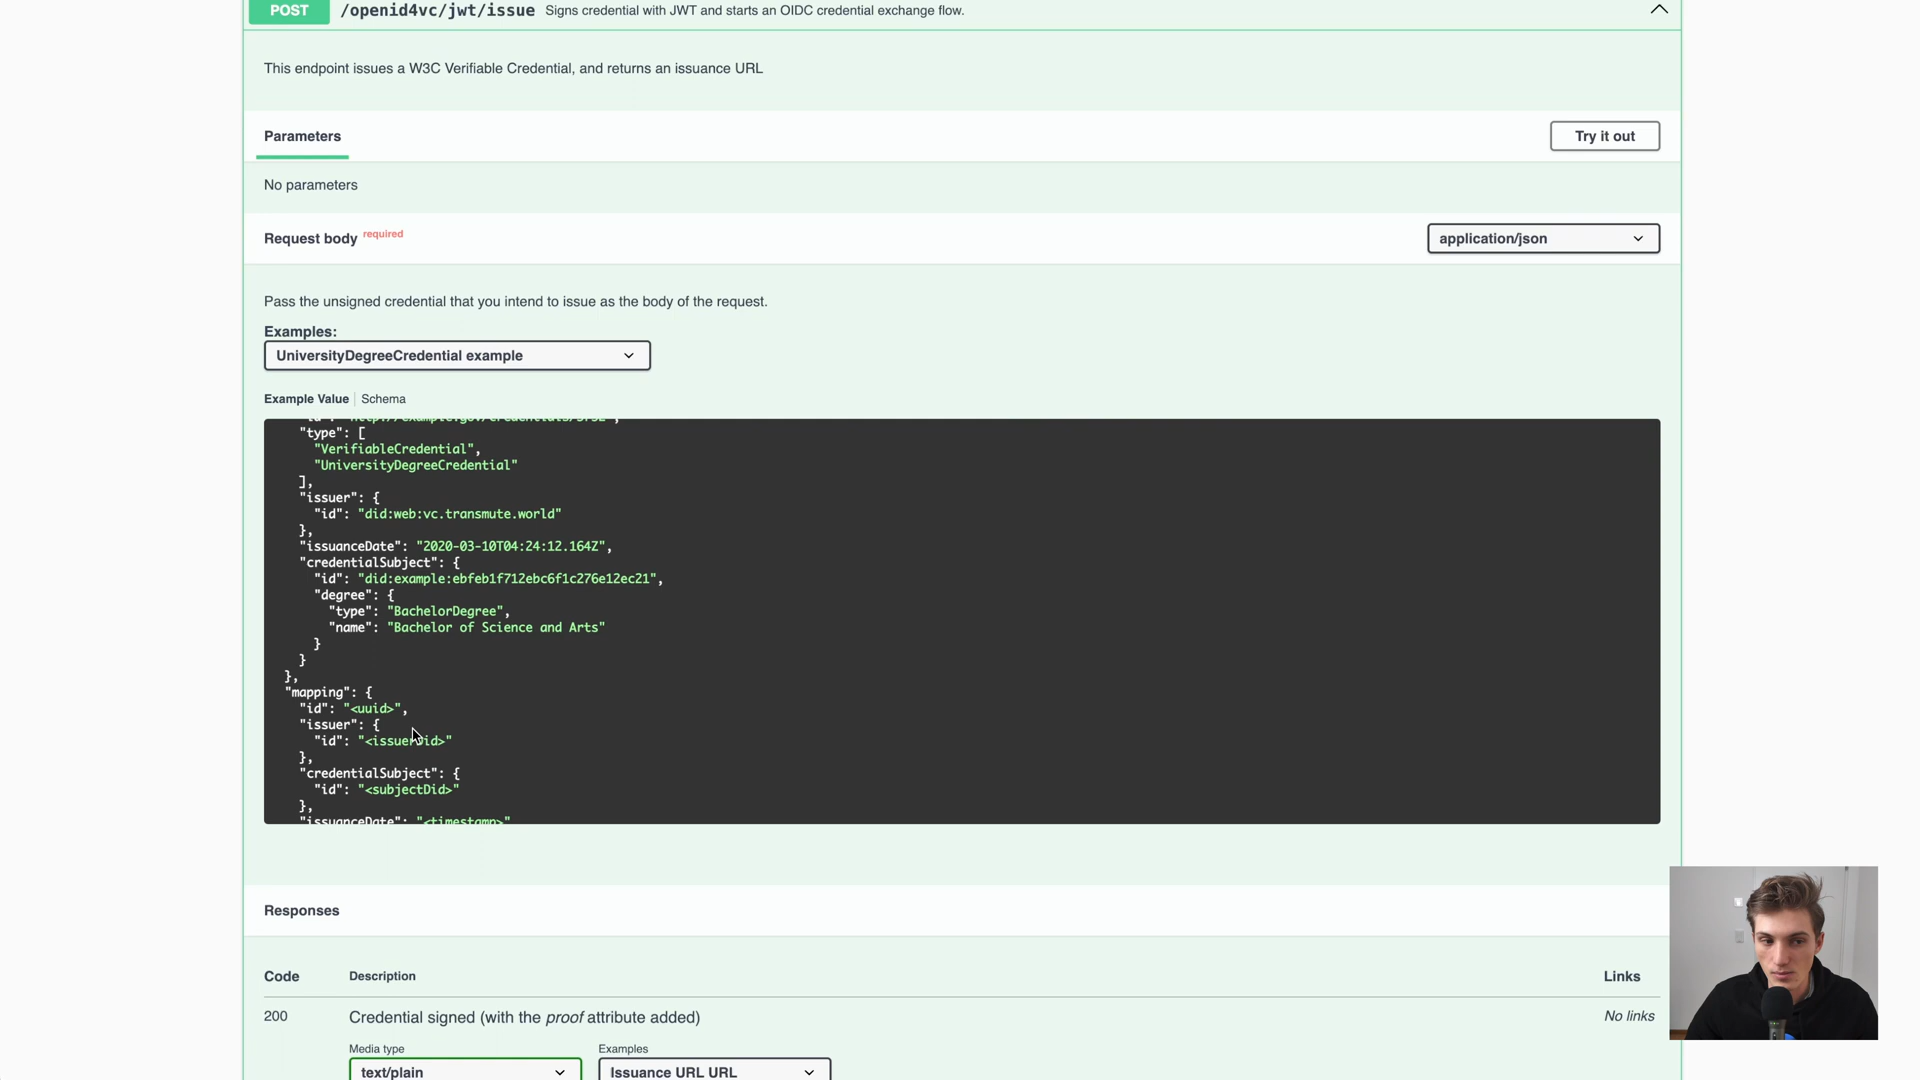 POST /openid4vc/jwt/issue Signs credential with JWT and starts an OIDC credential exchange flow.
This endpoint issues a W3C Verifiable Credential, and returns an issuance URL
Parameters
Try it out
No parameters
Request body required
application/json
Pass the unsigned credential that you intend to issue as the body of the request.
Examples:
UniversityDegreeCredential example
Example Value Schema
"type": [
"VerifiableCredential",
"UniversityDegreeCredential"
],
"issuer": {
"id": "did:web:vc.transmute.world"
},
"issuanceDate": "2020-03-10T04:24:12.164Z",
"credentialSubject": {
"id": "did:example:ebfeb1f712ebc6f1c276e12ec21",
"degree": {
"type": "BachelorDegree",
"name": "Bachelor of Science and Arts"
}
}
},
"mapping": {
"id": "<uuid>",
"issuer": {
"id": "<issuerDid>"
},
"credentialSubject": {
"id": "<subjectDid>"
},
"issuanceDate": "<timestamp>"
Responses
Code Description Links
200 Credential signed (with the proof attribute added) No links
Media type Examples
text/plain Issuance URL URL